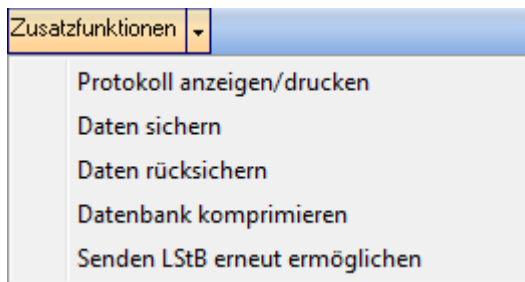 Zusatzfunktionen
Protokoll anzeigen/drucken
Daten sichern
Daten rücksichern
Datenbank komprimieren
Senden LStB erneut ermöglichen